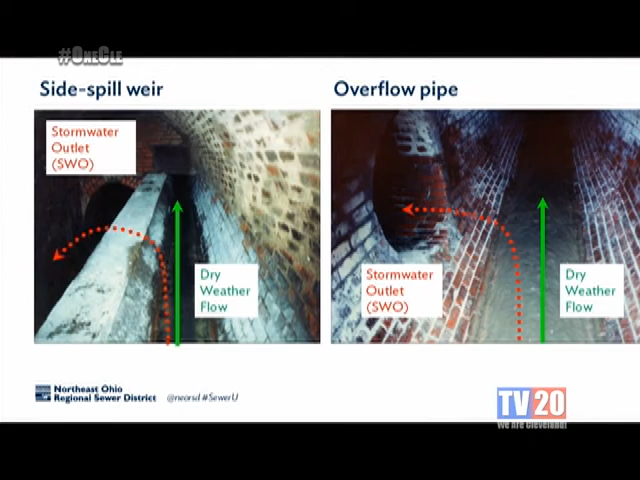 #OneCle
Side-spill weir
Overflow pipe
Stormwater
Outlet
(SWO)
Dry
Weather
Flow
Stormwater
Outlet
(SWO)
Dry
Weather
Flow
Northeast Ohio
Regional Sewer District
@neorsd #SewerU
TV20
We Are Cleveland!